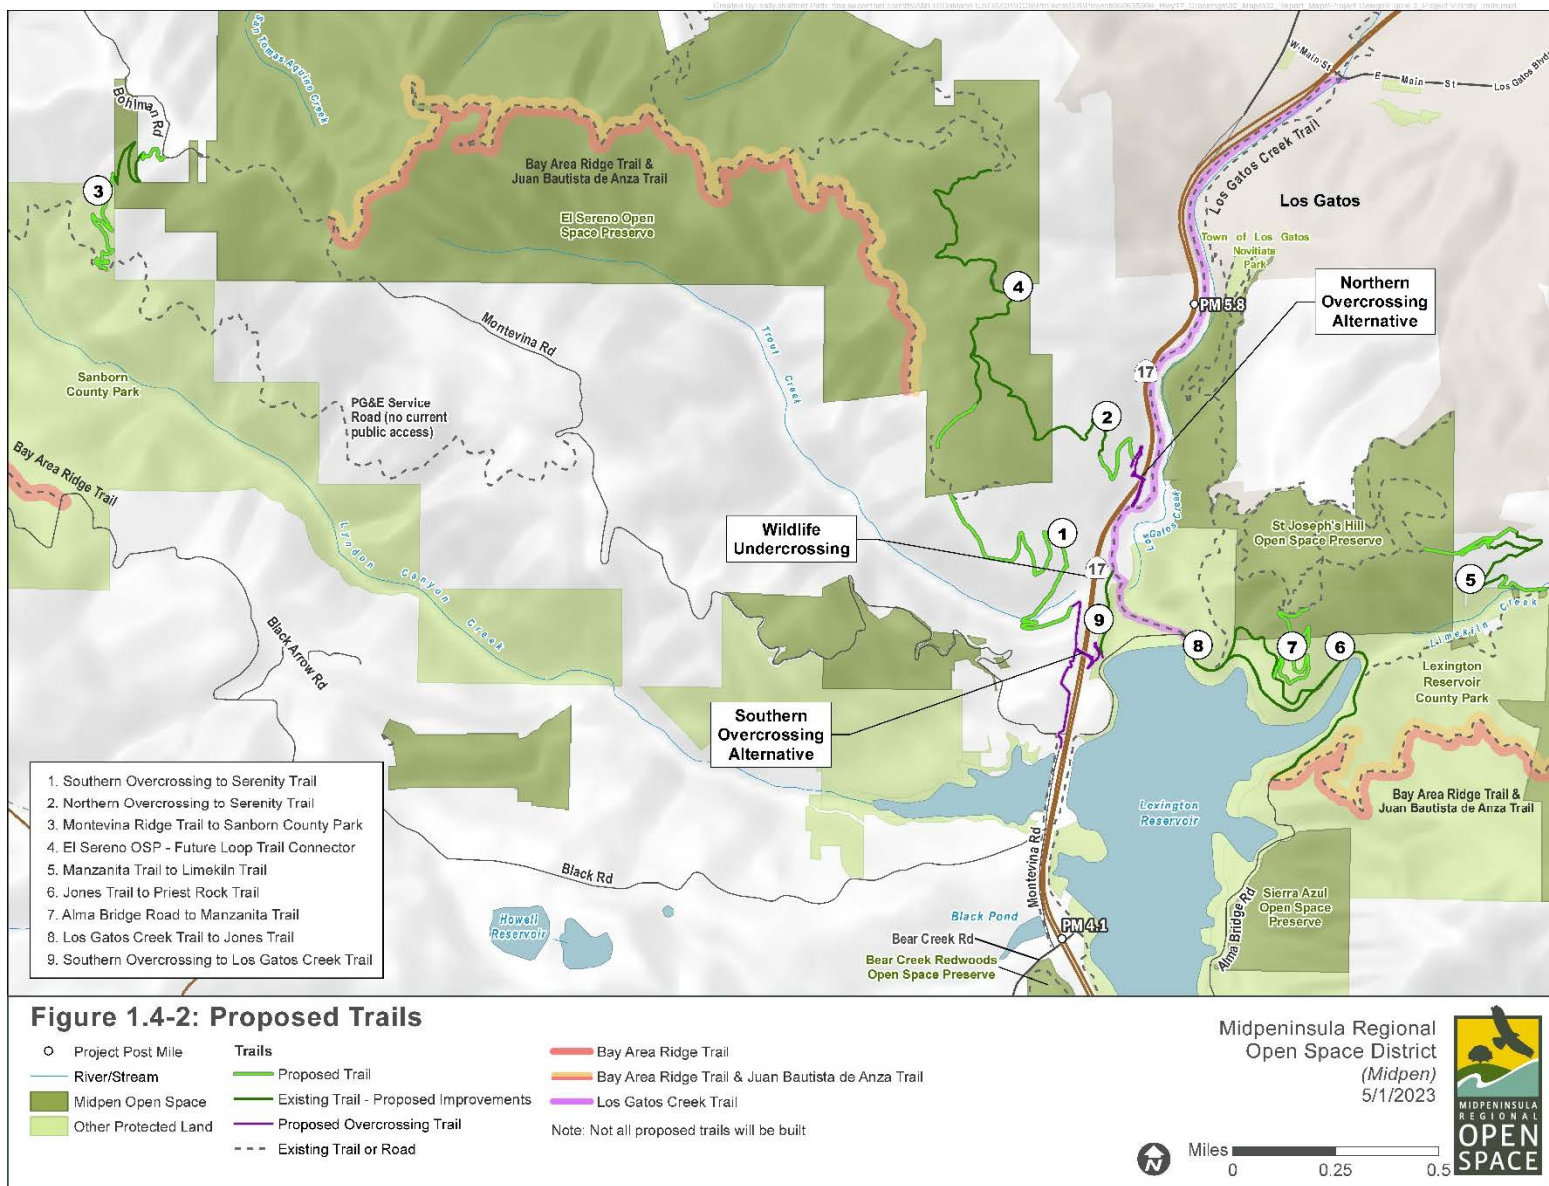 San Tomas Aquino Creek
Bohlman Rd
W Main St
E Main St
Los Gatos Blvd
Los Gatos Creek Trail
Bay Area Ridge Trail &
Juan Bautista de Anza Trail
El Sereno Open
Space Preserve
3
Los Gatos
Town of Los Gatos
Novitiate
Park
4
Northern
Overcrossing
Alternative
PM 5.8
Montevina Rd
Trout Creek
17
Sanborn
County Park
PG&E Service
Road (no current
public access)
2
Bay Area Ridge Trail
Lyndon Canyon Creek
Wildlife
Undercrossing
1
Los Gatos Creek
St Joseph's Hill
Open Space Preserve
17
5
Limekiln Creek
9
8
7
6
Black Arrow Rd
Lexington
Reservoir
County Park
Southern
Overcrossing
Alternative
1. Southern Overcrossing to Serenity Trail
2. Northern Overcrossing to Serenity Trail
3. Montevina Ridge Trail to Sanborn County Park
4. El Sereno OSP - Future Loop Trail Connector
5. Manzanita Trail to Limekiln Trail
6. Jones Trail to Priest Rock Trail
7. Alma Bridge Road to Manzanita Trail
8. Los Gatos Creek Trail to Jones Trail
9. Southern Overcrossing to Los Gatos Creek Trail
Bay Area Ridge Trail &
Juan Bautista de Anza Trail
Lexington
Reservoir
Montevina Rd
Black Rd
Howell
Reservoir
Black Pond
PM 4.1
Bear Creek Rd
Bear Creek Redwoods
Open Space Preserve
Alma Bridge Rd
Sierra Azul
Open Space
Preserve
Figure 1.4-2: Proposed Trails
Project Post Mile
River/Stream
Midpen Open Space
Other Protected Land
Trails
Proposed Trail
Existing Trail - Proposed Improvements
Proposed Overcrossing Trail
Existing Trail or Road
Bay Area Ridge Trail
Bay Area Ridge Trail & Juan Bautista de Anza Trail
Los Gatos Creek Trail
Note: Not all proposed trails will be built
Midpeninsula Regional
Open Space District
(Midpen)
5/1/2023
N
Miles
0 0.25 0.5
MIDPENINSULA
REGIONAL
OPEN
SPACE